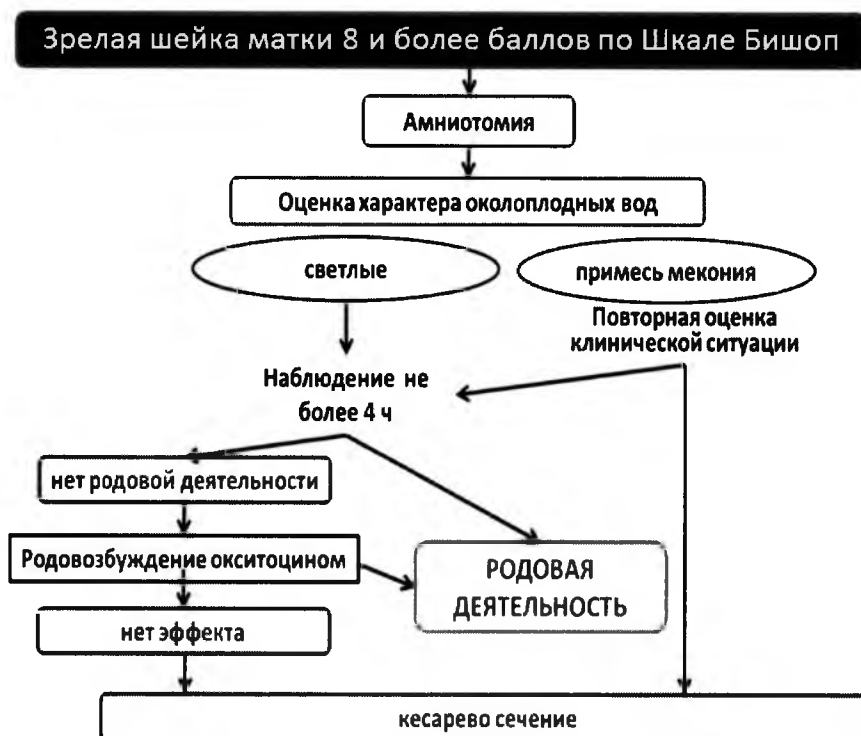 Зрелая шейка матки 8 и более баллов по Шкале Бишоп
Амниотомия
Оценка характера околоплодных вод
светлые
примесь мекония
Повторная оценка
клинической ситуации
Наблюдение не
более 4 ч
нет родовой деятельности
Родовозбуждение окситоцином
РОДОВАЯ
ДЕЯТЕЛЬНОСТЬ
нет эффекта
кесарево сечение